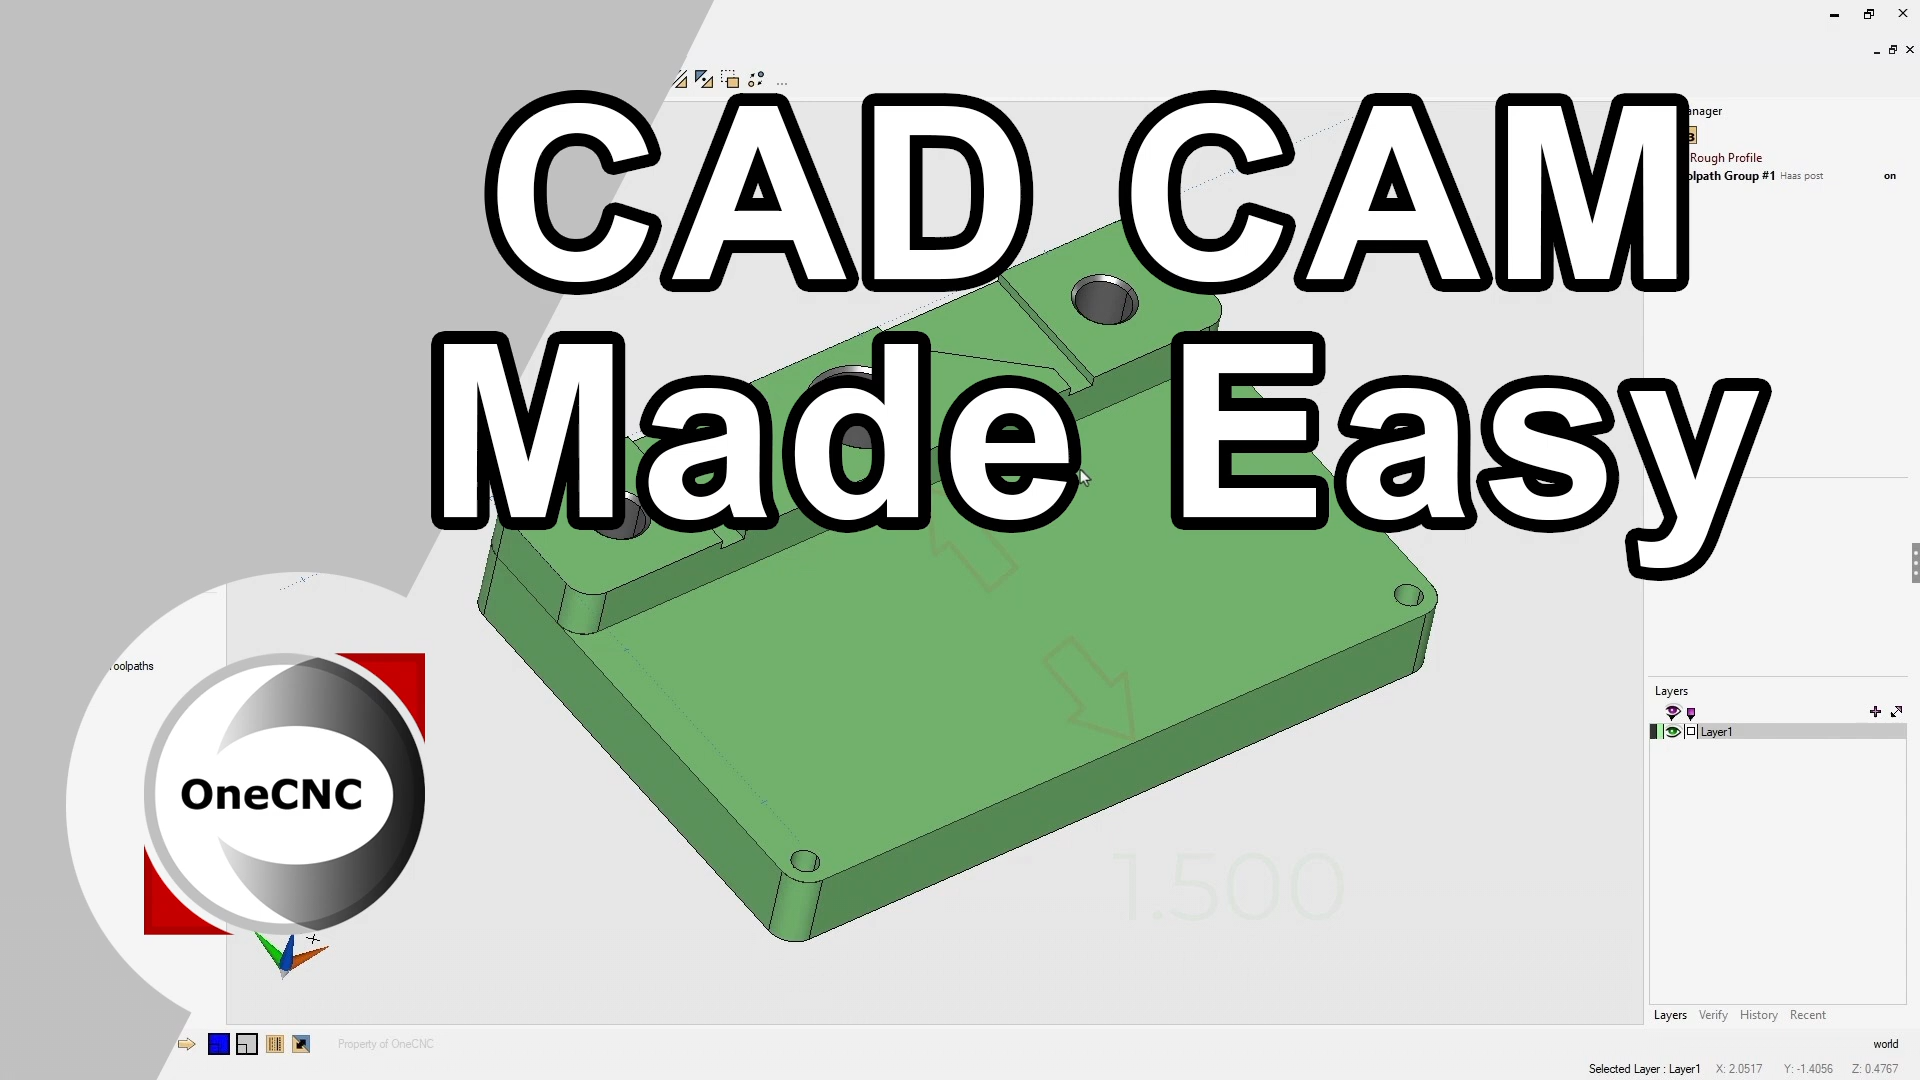 ...
CAD CAM
Made Easy
anager
B
Rough Profile
olpath Group #1 Haas post on
oolpaths
OneCNC
1.500
Layers
Layer1
Layers Verify History Recent
Property of OneCNC
world
Selected Layer : Layer1 X: 2.0517 Y: -1.4056 Z: 0.4767